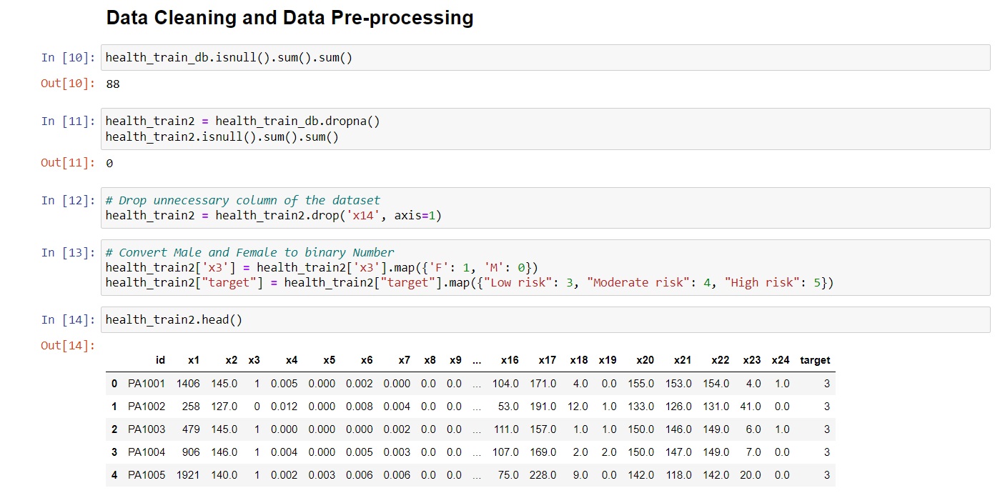 Data Cleaning and Data Pre-processing
In [10]: health_train_db.isnull().sum().sum()
Out[10]: 88
In [11]: health_train2 = health_train_db.dropna()
health_train2.isnull().sum().sum()
Out[11]: 0
In [12]: # Drop unnecessary column of the dataset
health_train2 = health_train2.drop('x14', axis=1)
In [13]: # Convert Male and Female to binary Number
health_train2['x3'] = health_train2['x3'].map({'F': 1, 'M': 0})
health_train2["target"] = health_train2["target"].map({"Low risk": 3, "Moderate risk": 4, "High risk": 5})
In [14]: health_train2.head()
Out[14]:
id x1 x2 x3 x4 x5 x6 x7 x8 x9 ... x16 x17 x18 x19 x20 x21 x22 x23 x24 target
0 PA1001 1406 145.0 1 0.005 0.000 0.002 0.000 0.0 0.0 ... 104.0 171.0 4.0 0.0 155.0 153.0 154.0 4.0 1.0 3
1 PA1002 258 127.0 0 0.012 0.000 0.008 0.004 0.0 0.0 ... 53.0 191.0 12.0 1.0 133.0 126.0 131.0 41.0 0.0 3
2 PA1003 479 145.0 1 0.000 0.000 0.000 0.002 0.0 0.0 ... 111.0 157.0 1.0 1.0 150.0 146.0 149.0 6.0 1.0 3
3 PA1004 906 146.0 1 0.004 0.000 0.005 0.003 0.0 0.0 ... 107.0 169.0 2.0 2.0 150.0 147.0 149.0 7.0 0.0 3
4 PA1005 1921 140.0 1 0.002 0.003 0.006 0.006 0.0 0.0 ... 75.0 228.0 9.0 0.0 142.0 118.0 142.0 20.0 0.0 3